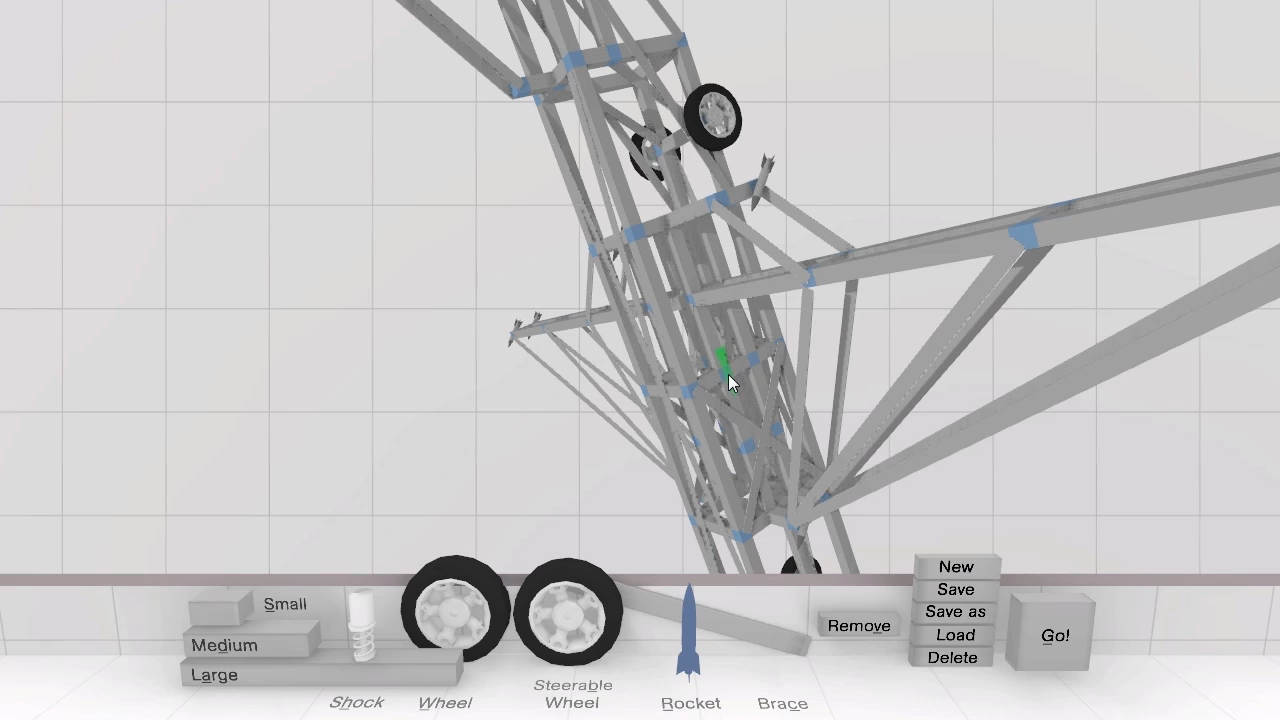 Small
Medium
Large
Shock
Wheel
Steerable
Wheel
Rocket
Brace
Remove
New
Save
Save as
Load
Delete
Go!